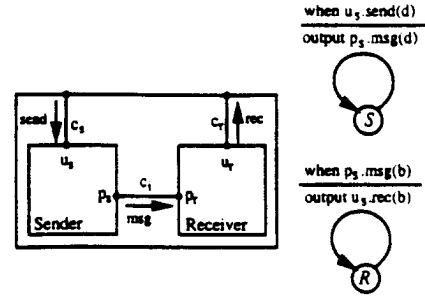 when u_s.send(d)
output p_s.msg(d)
S
send
c_s
c_r
rec
u_s
u_r
p_s
c_i
p_r
msg
Sender
Receiver
when p_s.msg(b)
output u_s.rec(b)
R